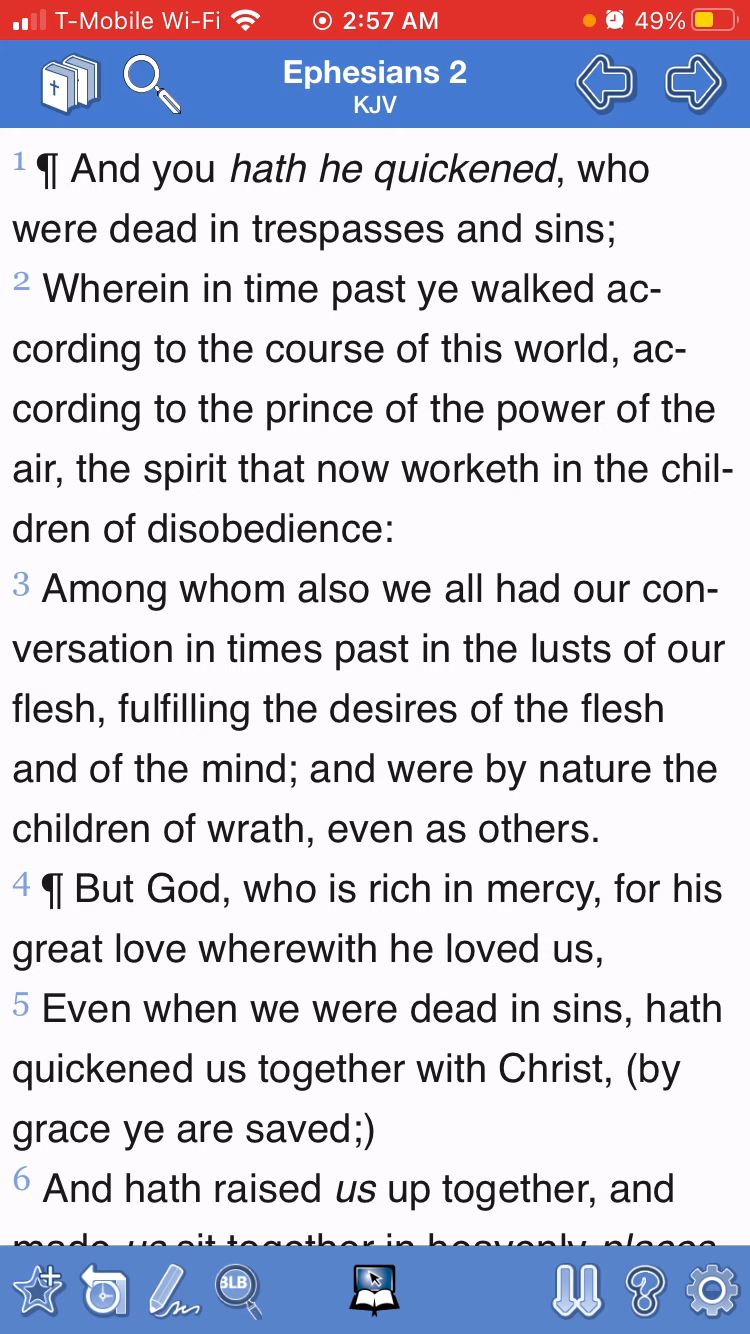 T-Mobile Wi-Fi 2:57 AM 49%
Ephesians 2
KJV
1 ¶ And you hath he quickened, who
were dead in trespasses and sins;
2 Wherein in time past ye walked ac-
cording to the course of this world, ac-
cording to the prince of the power of the
air, the spirit that now worketh in the chil-
dren of disobedience:
3 Among whom also we all had our con-
versation in times past in the lusts of our
flesh, fulfilling the desires of the flesh
and of the mind; and were by nature the
children of wrath, even as others.
4 ¶ But God, who is rich in mercy, for his
great love wherewith he loved us,
5 Even when we were dead in sins, hath
quickened us together with Christ, (by
grace ye are saved;)
6 And hath raised us up together, and
made us sit together in heavenly places
BLB